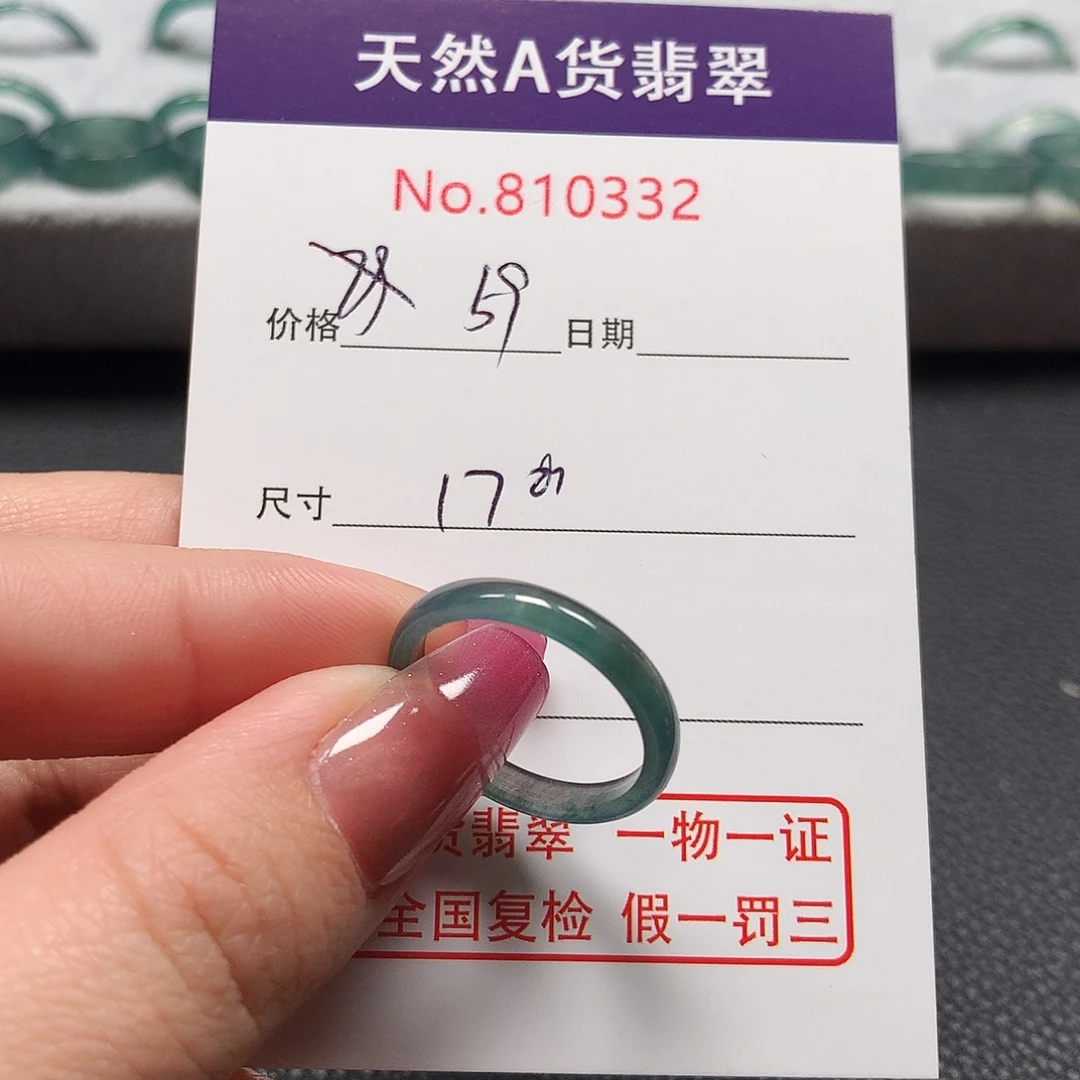 天然A货翡翠
No.810332
价格 59 日期
尺寸 17
货翡翠 一物一证
全国复检 假一罚三